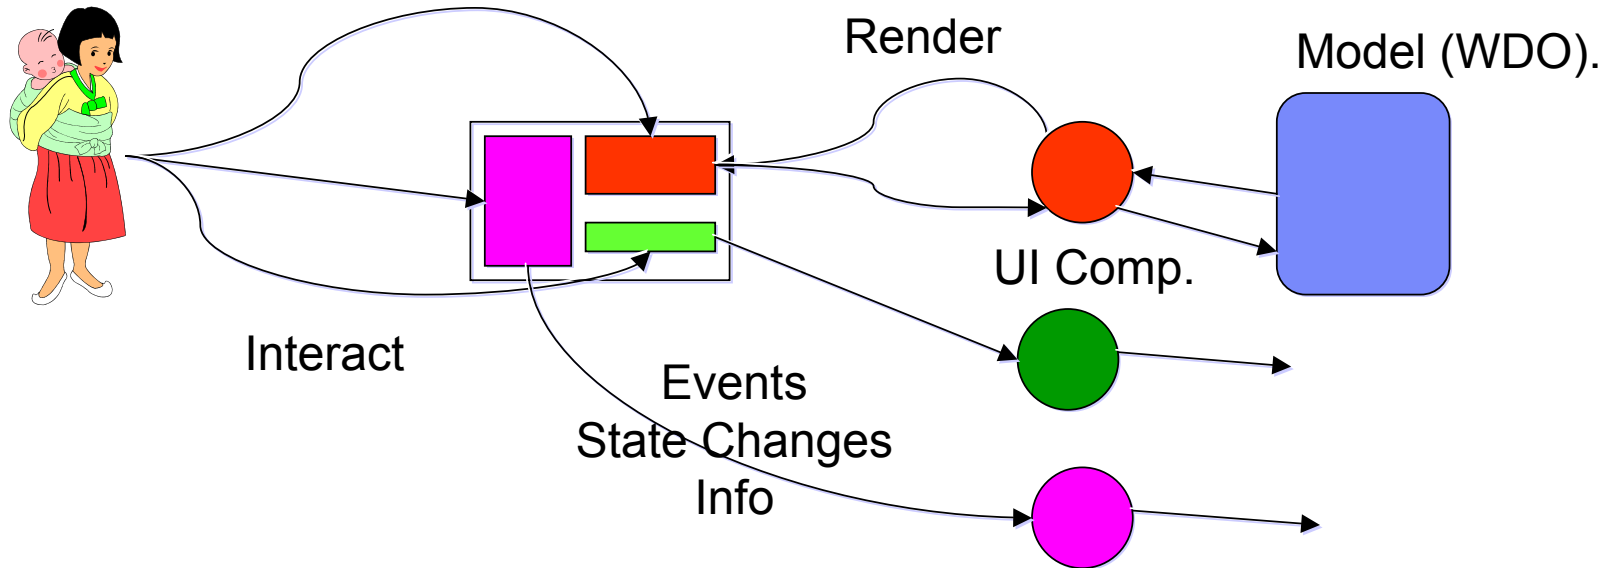 Render
Model (WDO).
UI Comp.
Interact
Events
State Changes
Info